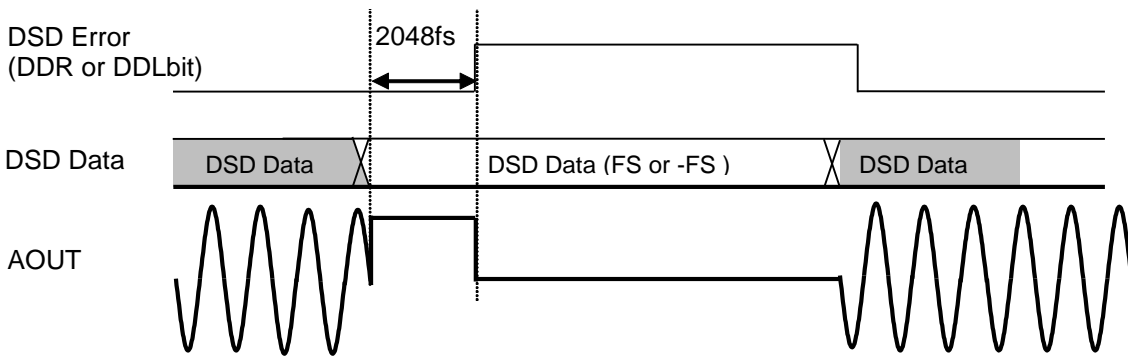 DSD Error
(DDR or DDLbit)
2048fs
DSD Data
DSD Data
DSD Data (FS or -FS )
DSD Data
AOUT